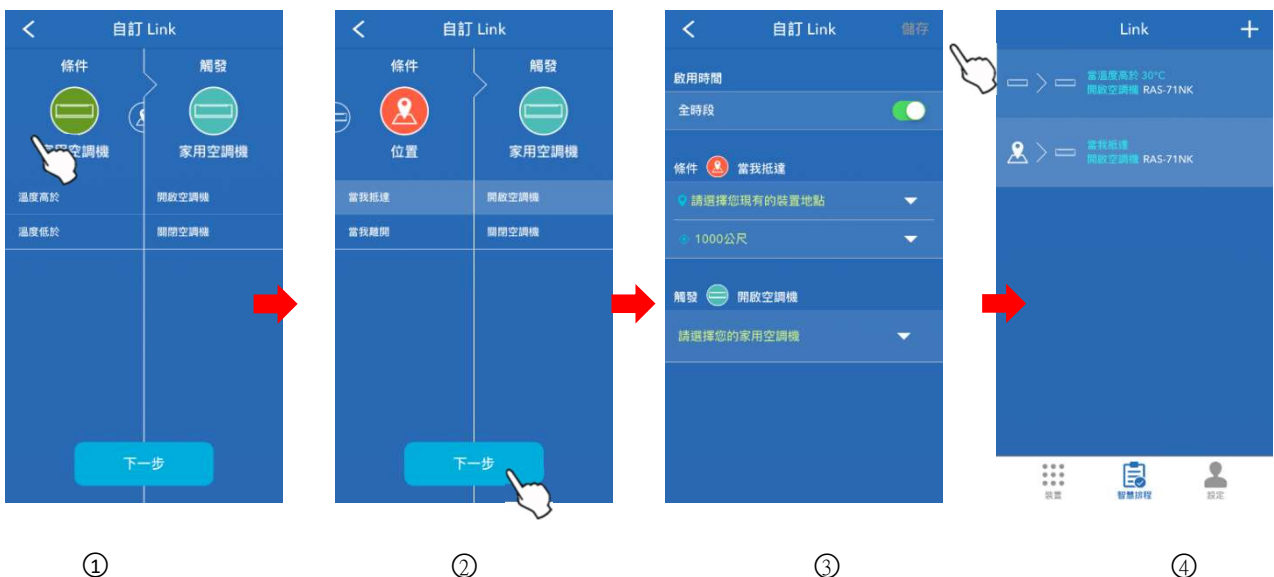 自訂 Link
條件
觸發
家用空調機
溫度高於
開啟空調機
溫度低於
關閉空調機
下一步
①
自訂 Link
條件
觸發
位置
家用空調機
當我抵達
開啟空調機
當我離開
關閉空調機
下一步
②
自訂 Link
儲存
啟用時間
全時段
條件 當我抵達
請選擇您現有的裝置地點
1000公尺
觸發 開啟空調機
請選擇您的家用空調機
③
Link
當溫度高於 30°C
開啟空調機 RAS-71NK
當我抵達
開啟空調機 RAS-71NK
裝置
智慧排程
設定
④